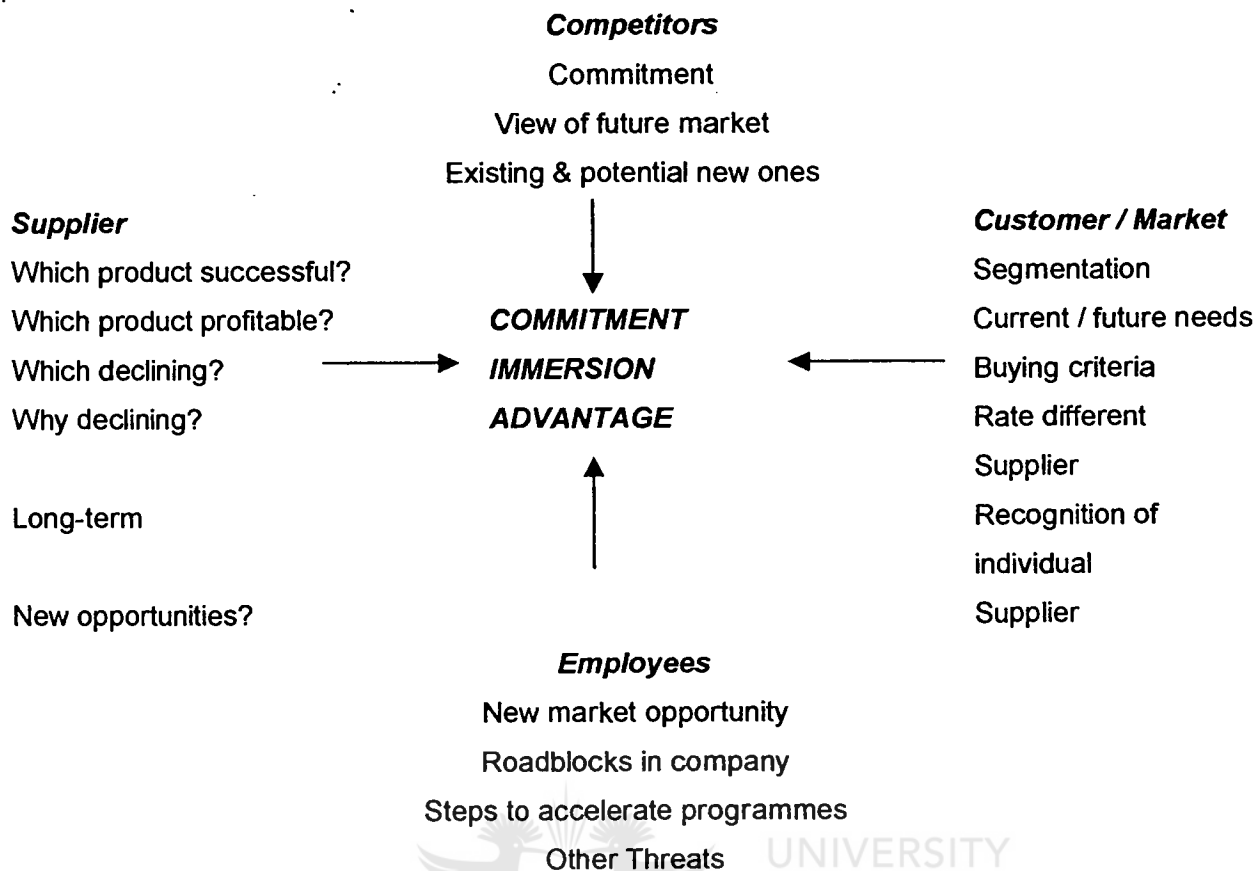 Competitors
Commitment
View of future market
Existing & potential new ones
Supplier
Which product successful?
Which product profitable?
Which declining?
Why declining?
Long-term
New opportunities?
COMMITMENT
IMMERSION
ADVANTAGE
Customer / Market
Segmentation
Current / future needs
Buying criteria
Rate different
Supplier
Recognition of
individual
Supplier
Employees
New market opportunity
Roadblocks in company
Steps to accelerate programmes
Other Threats
UNIVERSITY